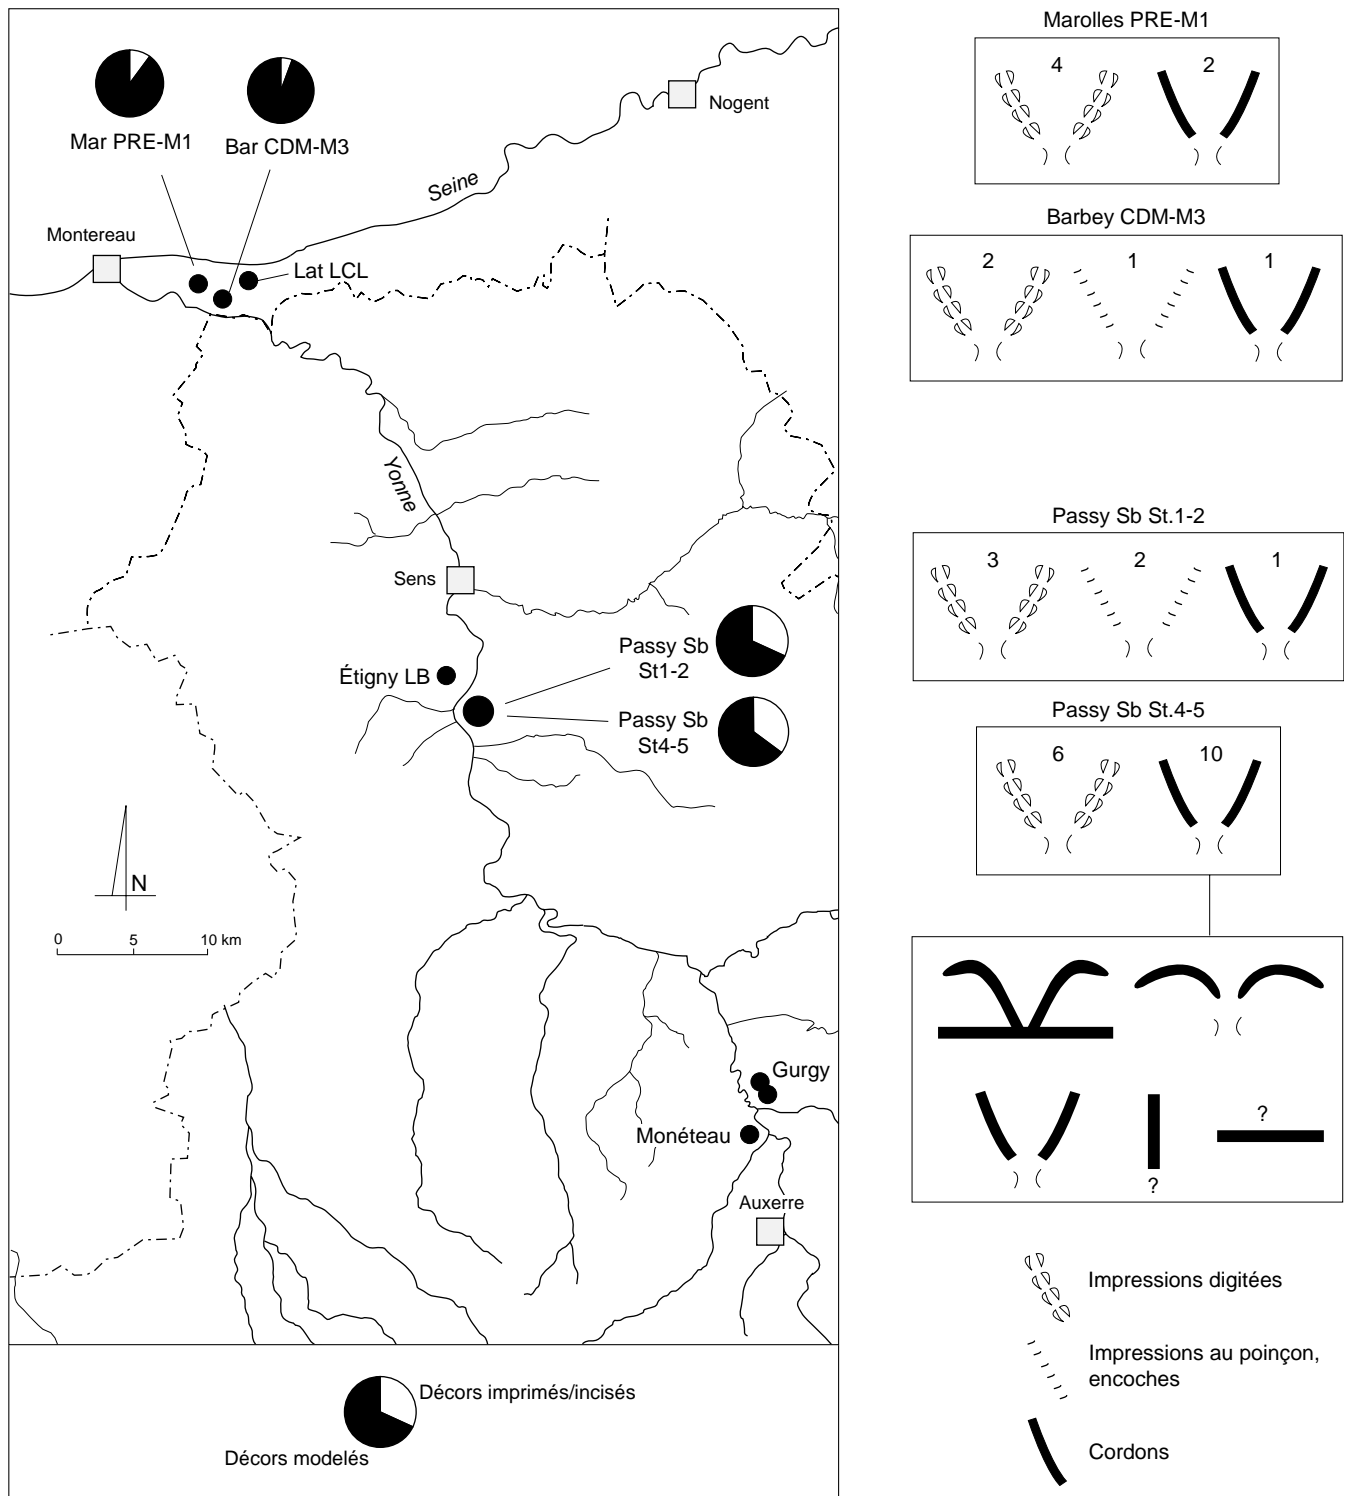 Mar PRE-M1
Bar CDM-M3
Nogent
Seine
Montereau
Lat LCL
Yonne
Sens
Passy Sb
St1-2
Étigny LB
Passy Sb
St4-5
N
0 5 10 km
Gurgy
Monéteau
Auxerre
Décors imprimés/incisés
Décors modelés
Marolles PRE-M1
4 2
Barbey CDM-M3
2 1 1
Passy Sb St.1-2
3 2 1
Passy Sb St.4-5
6 10
?
?
Impressions digitées
Impressions au poinçon,
encoches
Cordons